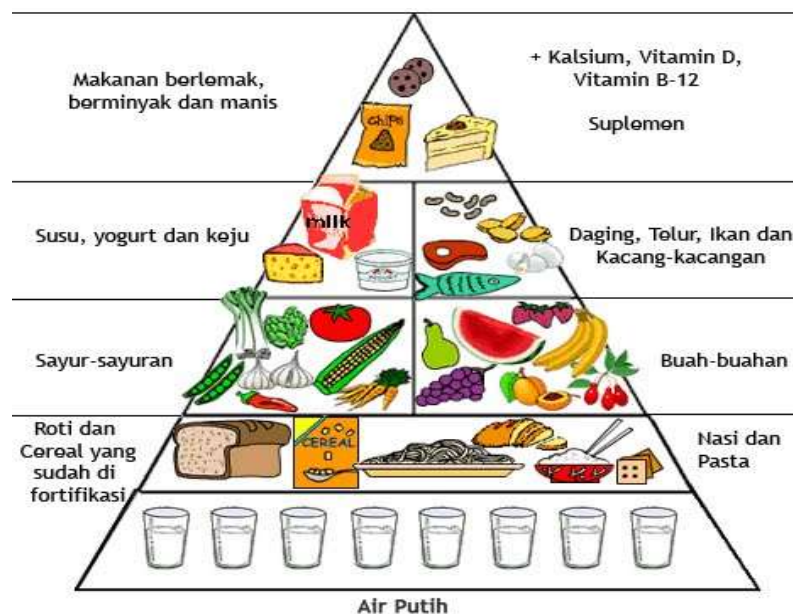 Makanan berlemak,
berminyak dan manis
+ Kalsium, Vitamin D,
Vitamin B-12
Suplemen
chips
Susu, yogurt dan keju
milk
Daging, Telur, Ikan dan
Kacang-kacangan
Sayur-sayuran
Buah-buahan
Roti dan
Cereal yang
sudah di
fortifikasi
CEREAL
Nasi dan
Pasta
Air Putih